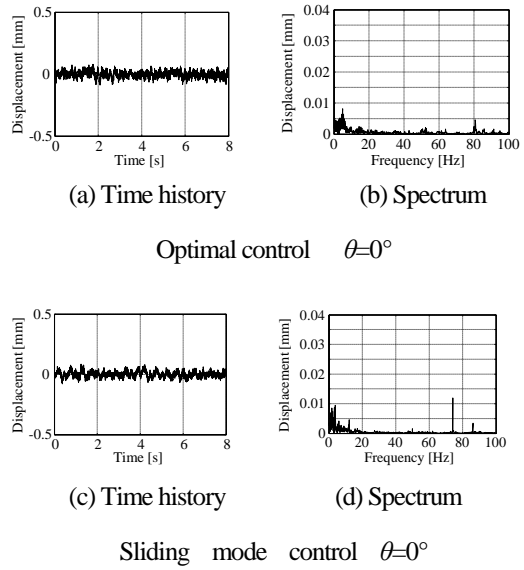 0.5
0
-0.5
Displacement [mm]
0 2 4 6 8
Time [s]
0.04
0.03
0.02
0.01
0
Displacement [mm]
0 20 40 60 80 100
Frequency [Hz]
(a) Time history
(b) Spectrum
Optimal control θ=0°
0.5
0
-0.5
Displacement [mm]
0 2 4 6 8
Time [s]
0.04
0.03
0.02
0.01
0
Displacement [mm]
0 20 40 60 80 100
Frequency [Hz]
(c) Time history
(d) Spectrum
Sliding mode control θ=0°